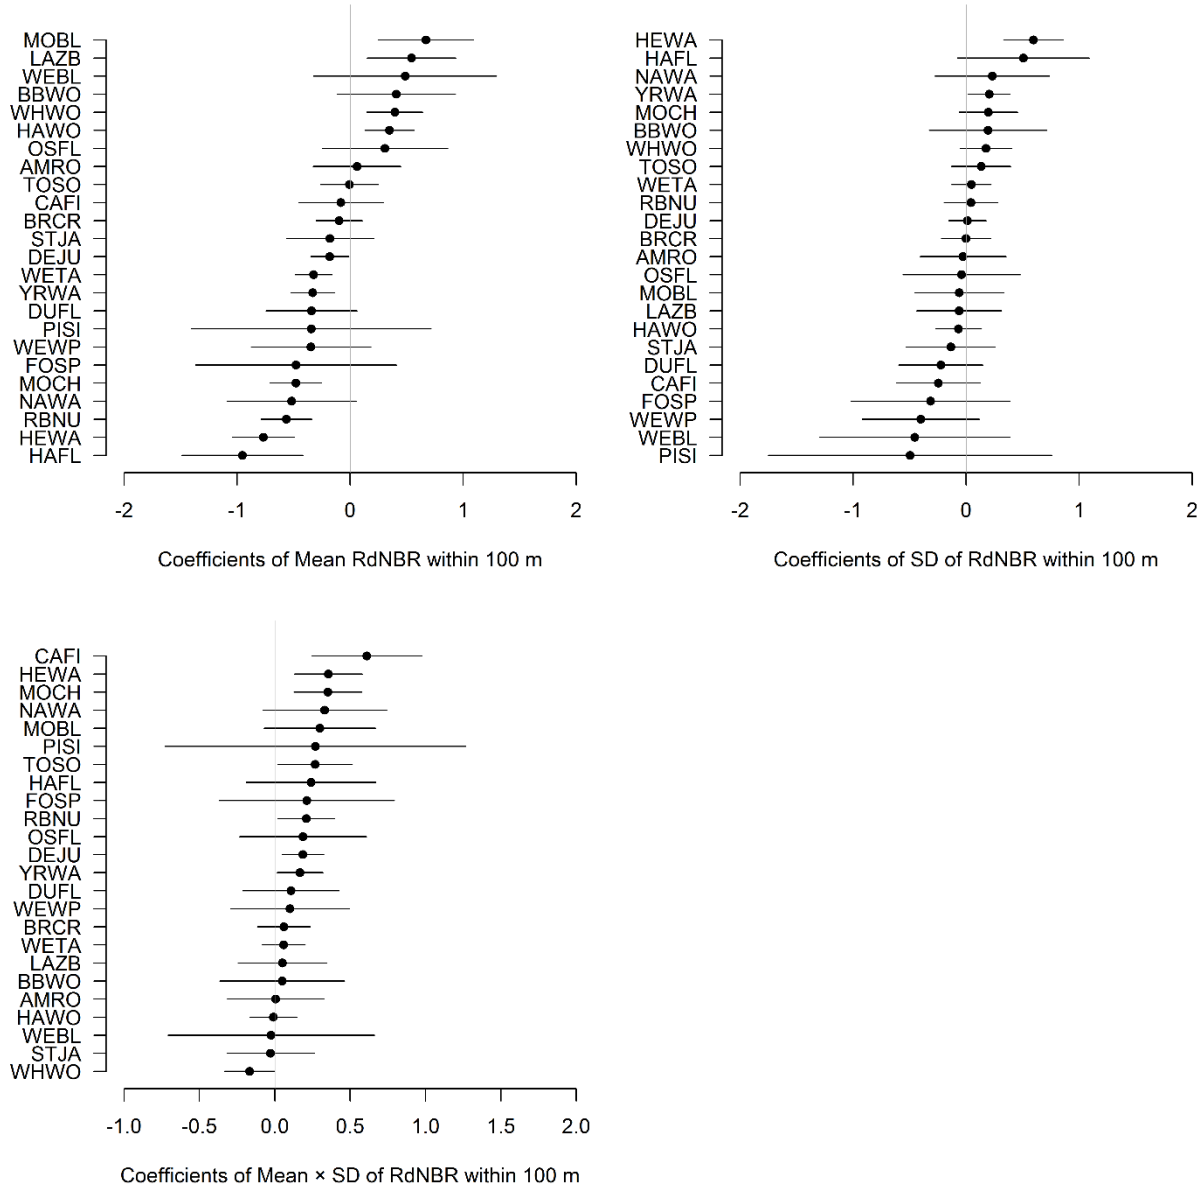 MOBL
LAZB
WEBL
BBWO
WHWO
HAWO
OSFL
AMRO
TOSO
CAFI
BRCR
STJA
DEJU
WETA
YRWA
DUFL
PISI
WEWP
FOSP
MOCH
NAWA
RBNU
HEWA
HAFL
-2 -1 0 1 2
Coefficients of Mean RdNBR within 100 m
HEWA
HAFL
NAWA
YRWA
MOCH
BBWO
WHWO
TOSO
WETA
RBNU
DEJU
BRCR
AMRO
OSFL
MOBL
LAZB
HAWO
STJA
DUFL
CAFI
FOSP
WEWP
WEBL
PISI
-2 -1 0 1 2
Coefficients of SD of RdNBR within 100 m
CAFI
HEWA
MOCH
NAWA
MOBL
PISI
TOSO
HAFL
FOSP
RBNU
OSFL
DEJU
YRWA
DUFL
WEWP
BRCR
WETA
LAZB
BBWO
AMRO
HAWO
WEBL
STJA
WHWO
-1.0 -0.5 0.0 0.5 1.0 1.5 2.0
Coefficients of Mean × SD of RdNBR within 100 m